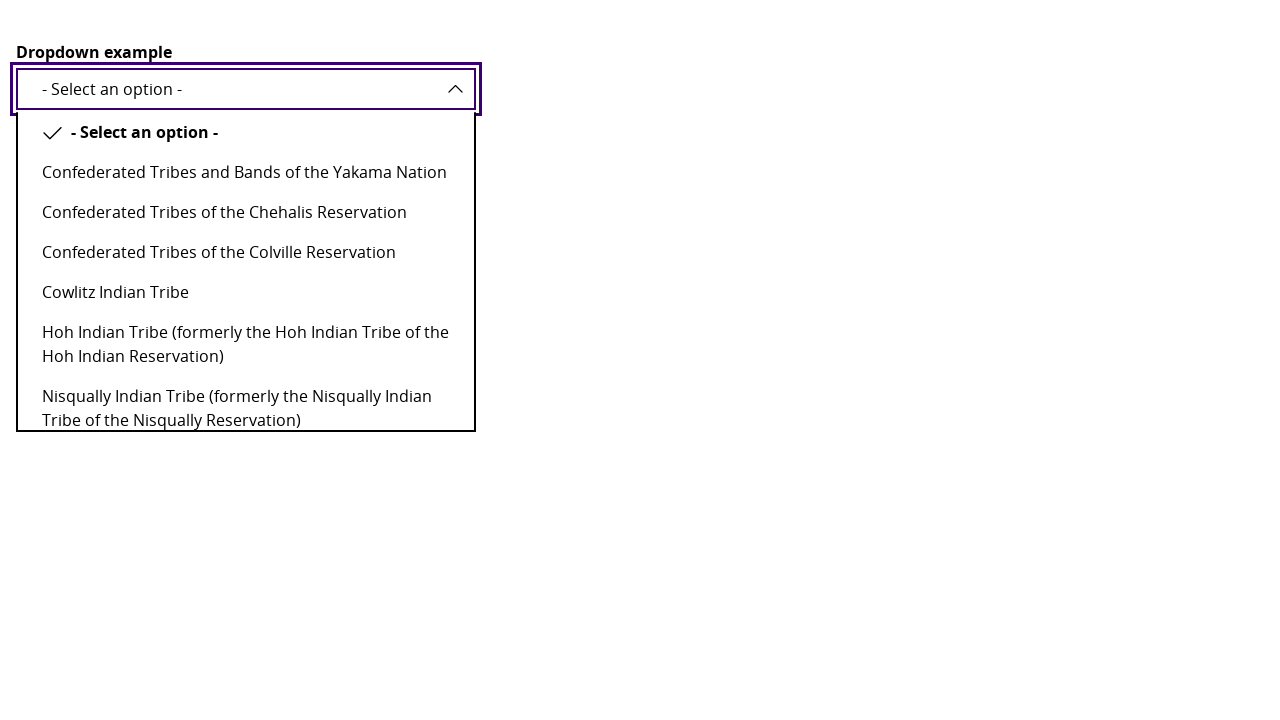 Dropdown example
- Select an option -
- Select an option -
Confederated Tribes and Bands of the Yakama Nation
Confederated Tribes of the Chehalis Reservation
Confederated Tribes of the Colville Reservation
Cowlitz Indian Tribe
Hoh Indian Tribe (formerly the Hoh Indian Tribe of the
Hoh Indian Reservation)
Nisqually Indian Tribe (formerly the Nisqually Indian
Tribe of the Nisqually Reservation)